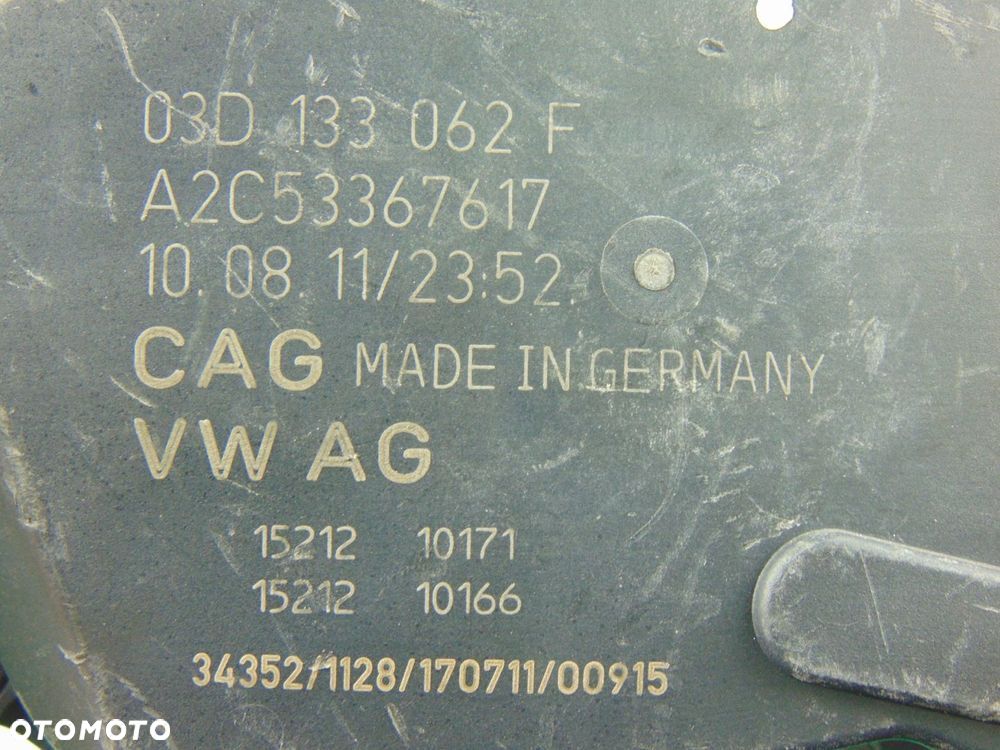 03D 133 062 F
A2C53367617
10. 08. 11/23:52.
CAG MADE IN GERMANY
VW AG
15212 10171
15212 10166
34352/1128/170711/00915
OTOMOTO